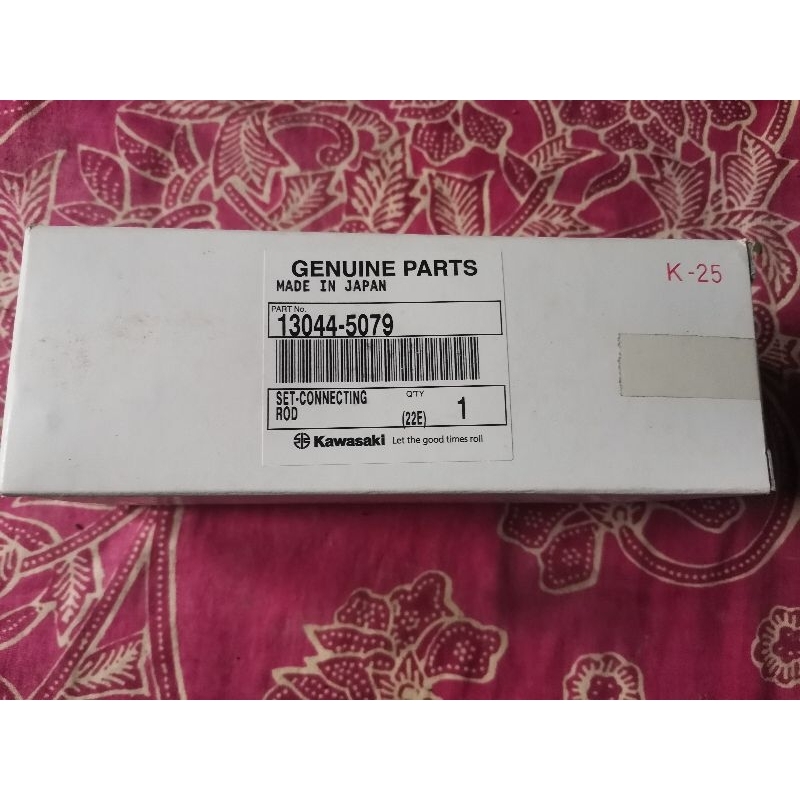 GENUINE PARTS
MADE IN JAPAN
K-25
PART No.
13044-5079
SET-CONNECTING Q'TY
ROD (22E) 1
Kawasaki Let the good times roll